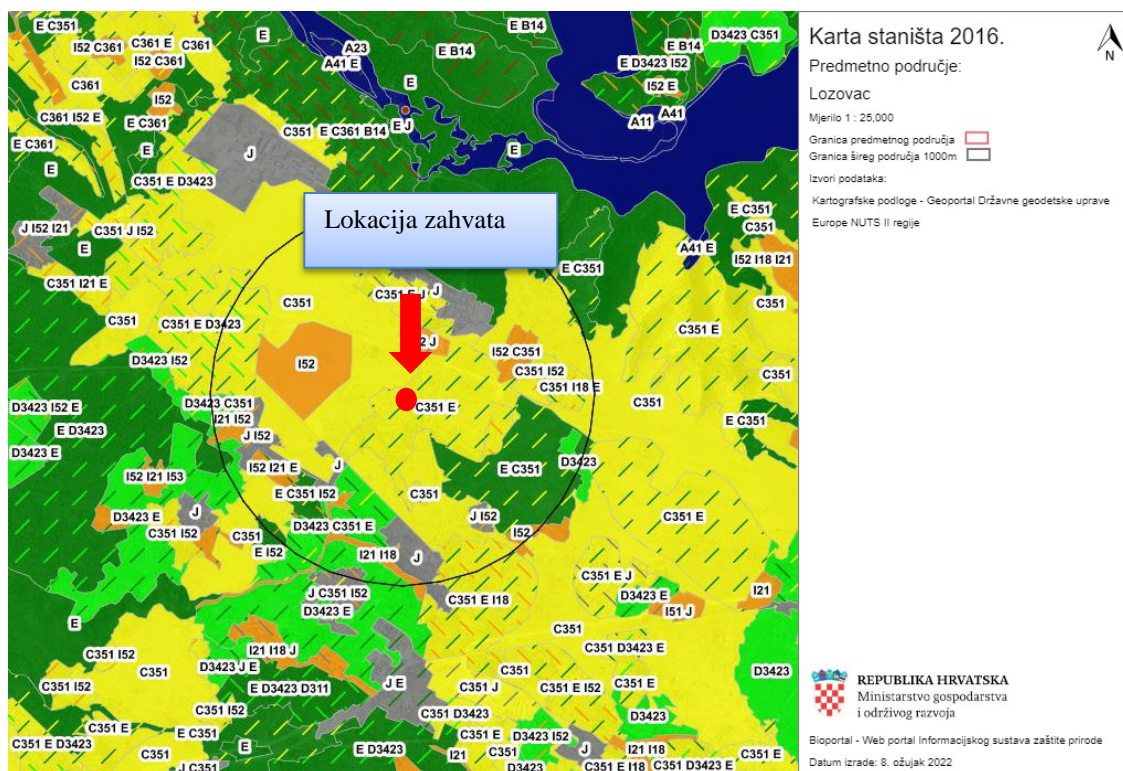 E C351
I52 C361
C361 E
C361
I52 C361
C361
I52
C361 I52 E
E C361
E C361
E
E
E
J
C351
E C361 B14
A23
A41 E
E
E J
E B14
E B14
E B14
D3423 C351
E D3423 I52
I52 E
A11
A41
E
J I52 I21
C351 E D3423
C351 J I52
E
Lokacija zahvata
E C351
C351
A41 E
I52 I18 I21
E C351
C351 I21 E
C351
C351 E J
J
C351
C351
C351 E D3423
C351 E
D3423 I52
I52
I52 C351
C351 I52
C351 I18 E
C351
C351
D3423 I52 E
E D3423
D3423 E
D3423 C351
I21 I52
J I52
C351 E
E C351
C351
I52 I21 I53
I52 I21 E
J
E C351
D3423
E C351 I52
C351
D3423 E
J
C351 I52
C351
E I52
D3423 C351 E
J I52
I52
C351 E
I21 I18
J
J C351 I52
D3423 E
C351 E I18
C351 E J
D3423 E
I51 J
I21
E
C351 I52
C351
C351 I52
I21 I18 J
D3423 J E
E D3423 D311
J E
C351
C351 D3423 E
C351
C351 J
C351 E I52
C351 E
D3423
C351 I52
C351 D3423
D3423
E C351
C351 E
C351 E D3423
C351
E
J C351
E D3423
I21
C351
D3423 I52
D3423
J
C351 E I18
I21 I18
C351
C351 E
Karta staništa 2016.
N
Predmetno područje:
Lozovac
Mjerilo 1 : 25,000
Granica predmetnog područja
Granica šireg područja 1000m
Izvori podataka:
Kartografske podloge - Geoportal Državne geodetske uprave
Europe NUTS II regije
REPUBLIKA HRVATSKA
Ministarstvo gospodarstva
i održivog razvoja
Bioportal - Web portal Informacijskog sustava zaštite prirode
Datum izrade: 8. ožujak 2022